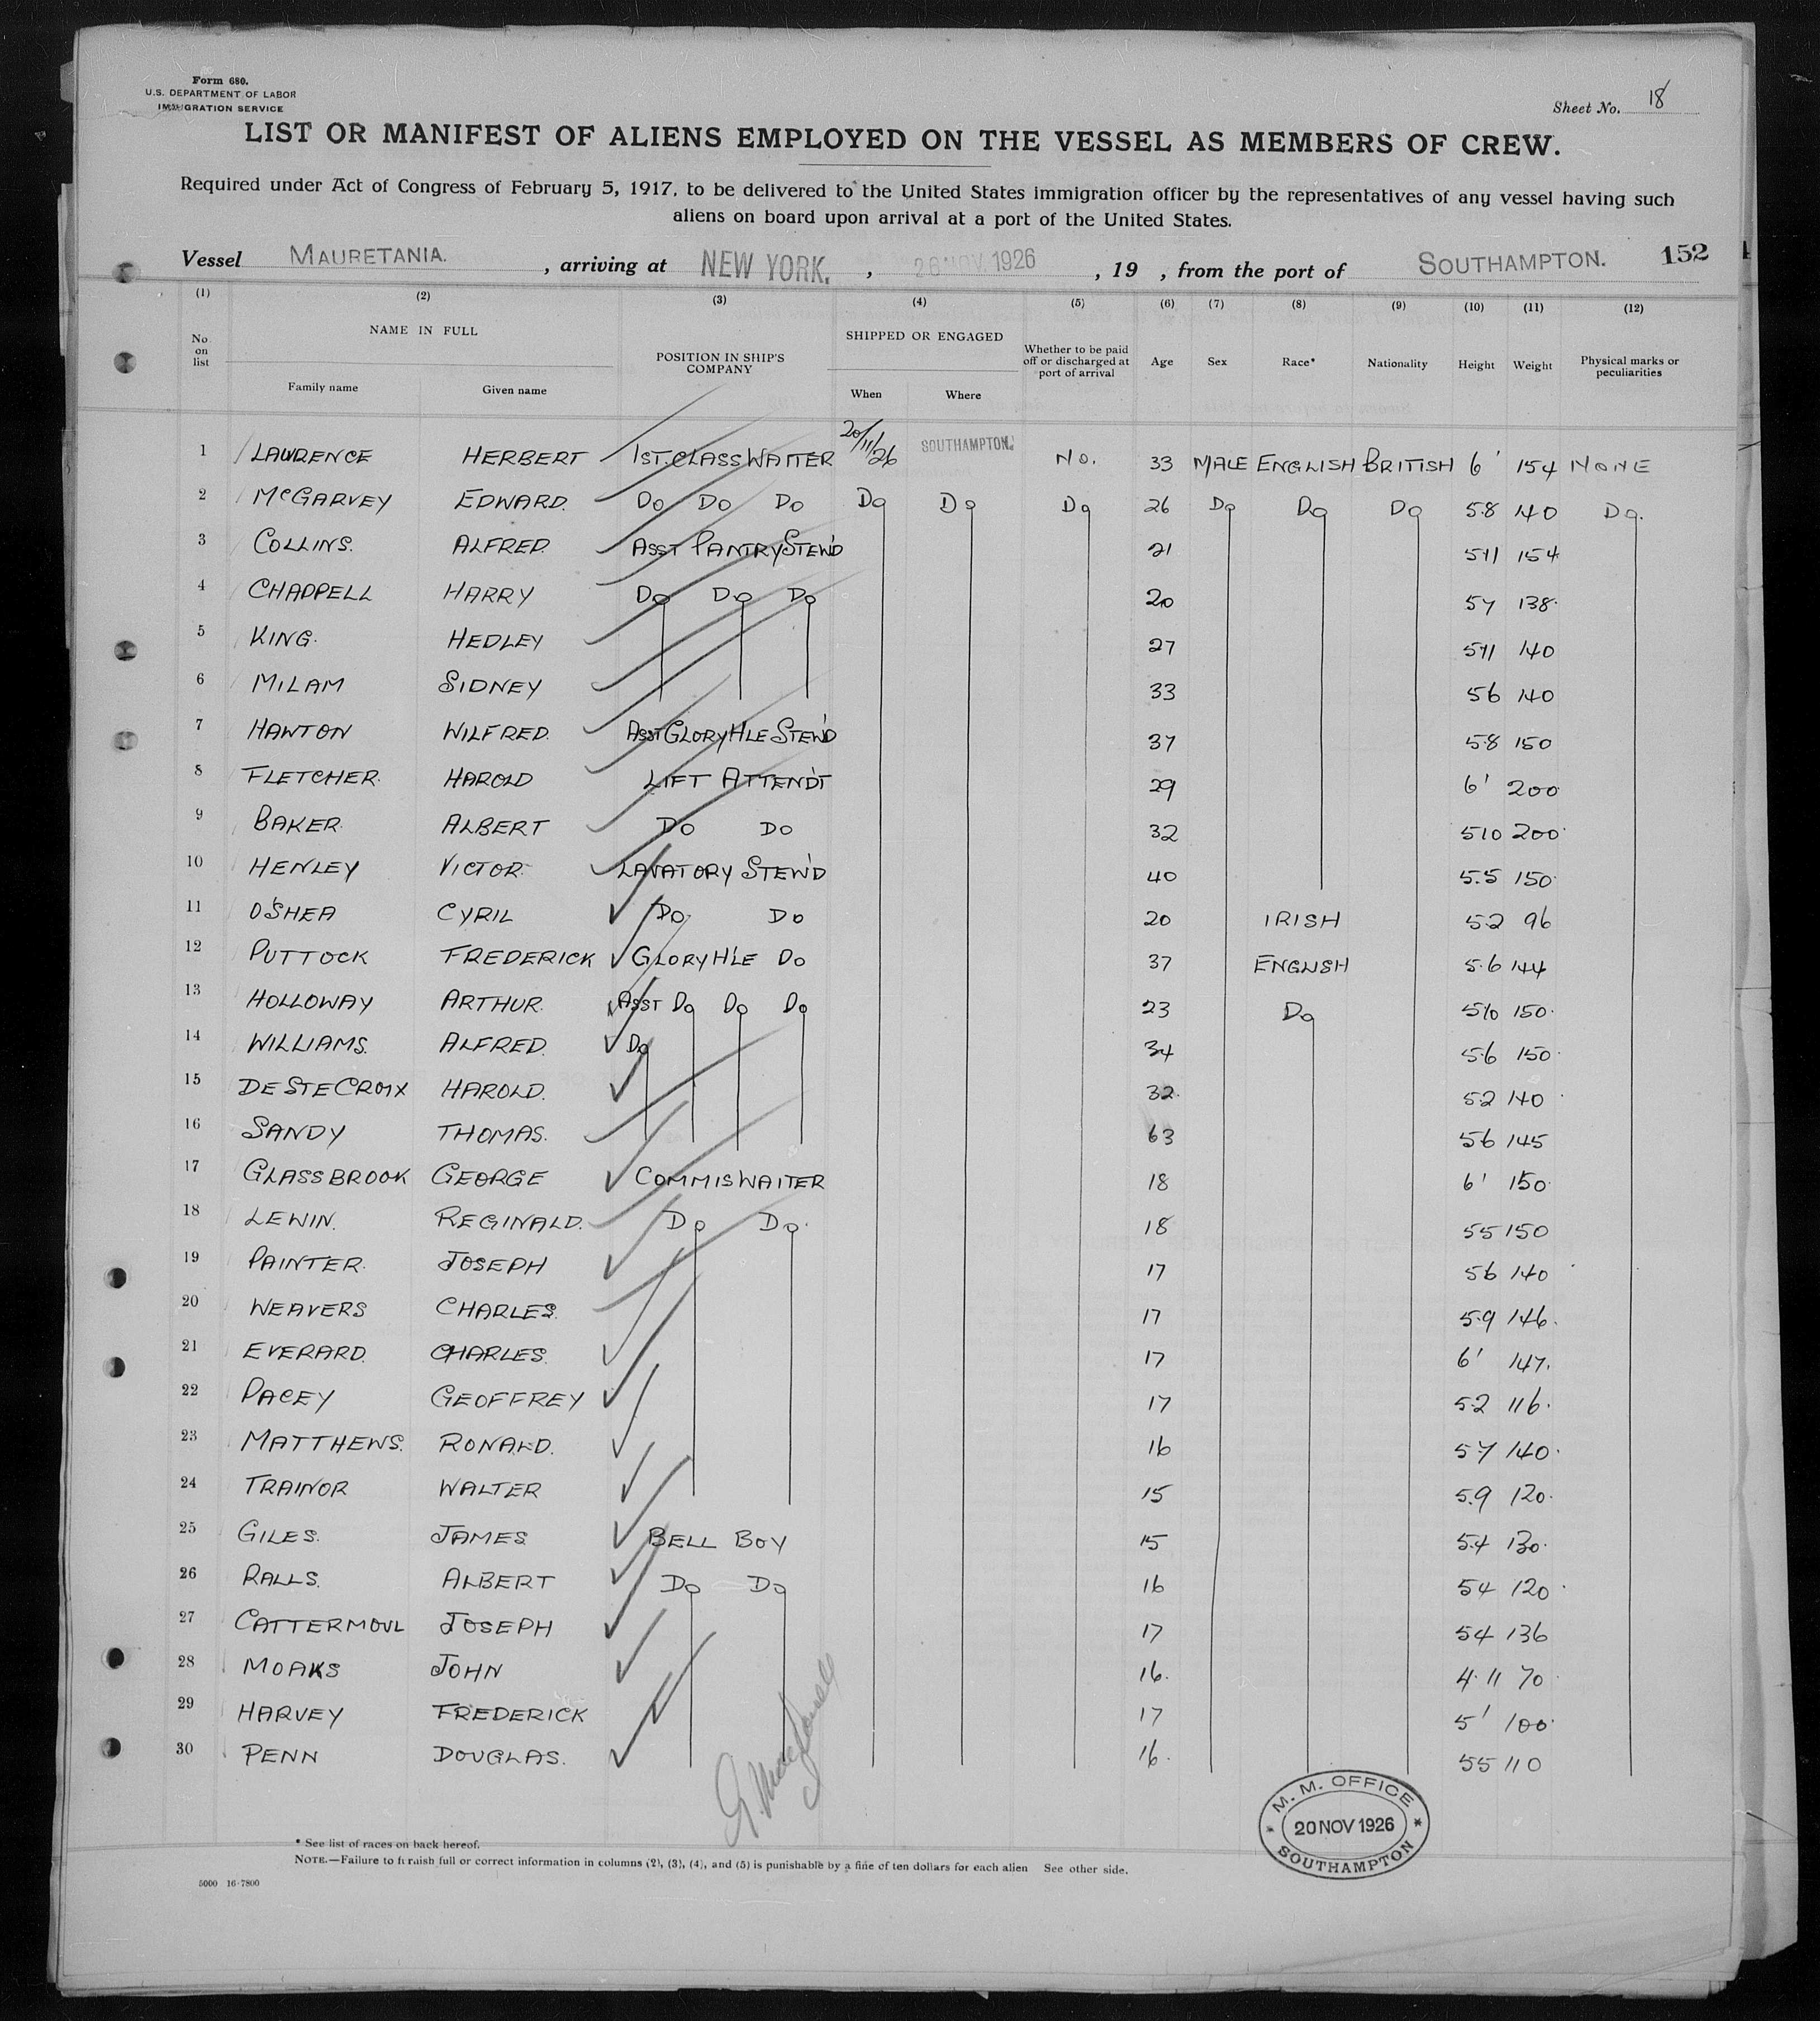 Form 680.
U.S. DEPARTMENT OF LABOR
IMMIGRATION SERVICE
Sheet No. 18
LIST OR MANIFEST OF ALIENS EMPLOYED ON THE VESSEL AS MEMBERS OF CREW.
Required under Act of Congress of February 5, 1917, to be delivered to the United States immigration officer by the representatives of any vessel having such
aliens on board upon arrival at a port of the United States.
Vessel MAURETANIA. , arriving at NEW YORK. , 26 NOV. 1926 , 19 , from the port of SOUTHAMPTON. 152
(1) (2) (3) (4) (5) (6) (7) (8) (9) (10) (11) (12)
No. on list NAME IN FULL Family name Given name POSITION IN SHIP'S COMPANY SHIPPED OR ENGAGED When Where Whether to be paid off or discharged at port of arrival Age Sex Race* Nationality Height Weight Physical marks or peculiarities
1 LAWRENCE HERBERT 1ST. CLASS WAITER 20/11/26 SOUTHAMPTON. No. 33 MALE ENGLISH BRITISH 6' 154 NONE
2 McGARVEY EDWARD. Do Do Do Do Do Do 26 Do Do Do 5.8 140 Do.
3 COLLINS. ALFRED. ASST PANTRY STEW'D 21 5.11 154
4 CHAPPELL HARRY Do Do Do 20 5.7 138.
5 KING. HEDLEY 27 5.11 140
6 MILAM SIDNEY 33 5.6 140
7 HAWTON WILFRED. ASST GLORY HLE STEW'D 37 5.8 150
8 FLETCHER. HAROLD LIFT ATTEND'T 29 6' 200
9 BAKER. ALBERT Do Do 32 5.10 200.
10 HENLEY VICTOR. LAVATORY STEW'D 40 5.5 150.
11 O'SHEA CYRIL Do. Do 20 IRISH 5.2 96
12 PUTTOCK FREDERICK GLORY H'LE Do 37 ENGLISH 5.6 144
13 HOLLOWAY ARTHUR. ASST Do Do Do 23 Do 5.10 150.
14 WILLIAMS. ALFRED. Do 34 5.6 150.
15 DE STE CROIX HAROLD. 32. 5.2 140
16 SANDY THOMAS. 63 5.6 145
17 GLASSBROOK GEORGE COMMIS WAITER 18 6' 150.
18 LEWIN. REGINALD. Do Do. 18 5.5 150
19 PAINTER. JOSEPH 17 5.6 140
20 WEAVERS CHARLES. 17 5.9 146.
21 EVERARD. CHARLES. 17 6' 147.
22 PACEY GEOFFREY 17 5.2 116.
23 MATTHEWS. RONALD. 16 5.7 140.
24 TRAINOR WALTER 15 5.9 120.
25 GILES. JAMES BELL BOY 15 5.4 130.
26 RALLS. ALBERT Do Do 16 5.4 120.
27 CATTERMOUL JOSEPH 17 5.4 136
28 MOAKS JOHN 16. 4.11 70
29 HARVEY FREDERICK 17 5' 100.
30 PENN DOUGLAS. 16. 5.5 110
M. M. OFFICE
20 NOV 1926
SOUTHAMPTON
* See list of races on back hereof.
NOTE.—Failure to furnish full or correct information in columns (2), (3), (4), and (5) is punishable by a fine of ten dollars for each alien See other side.
5000 16-7800